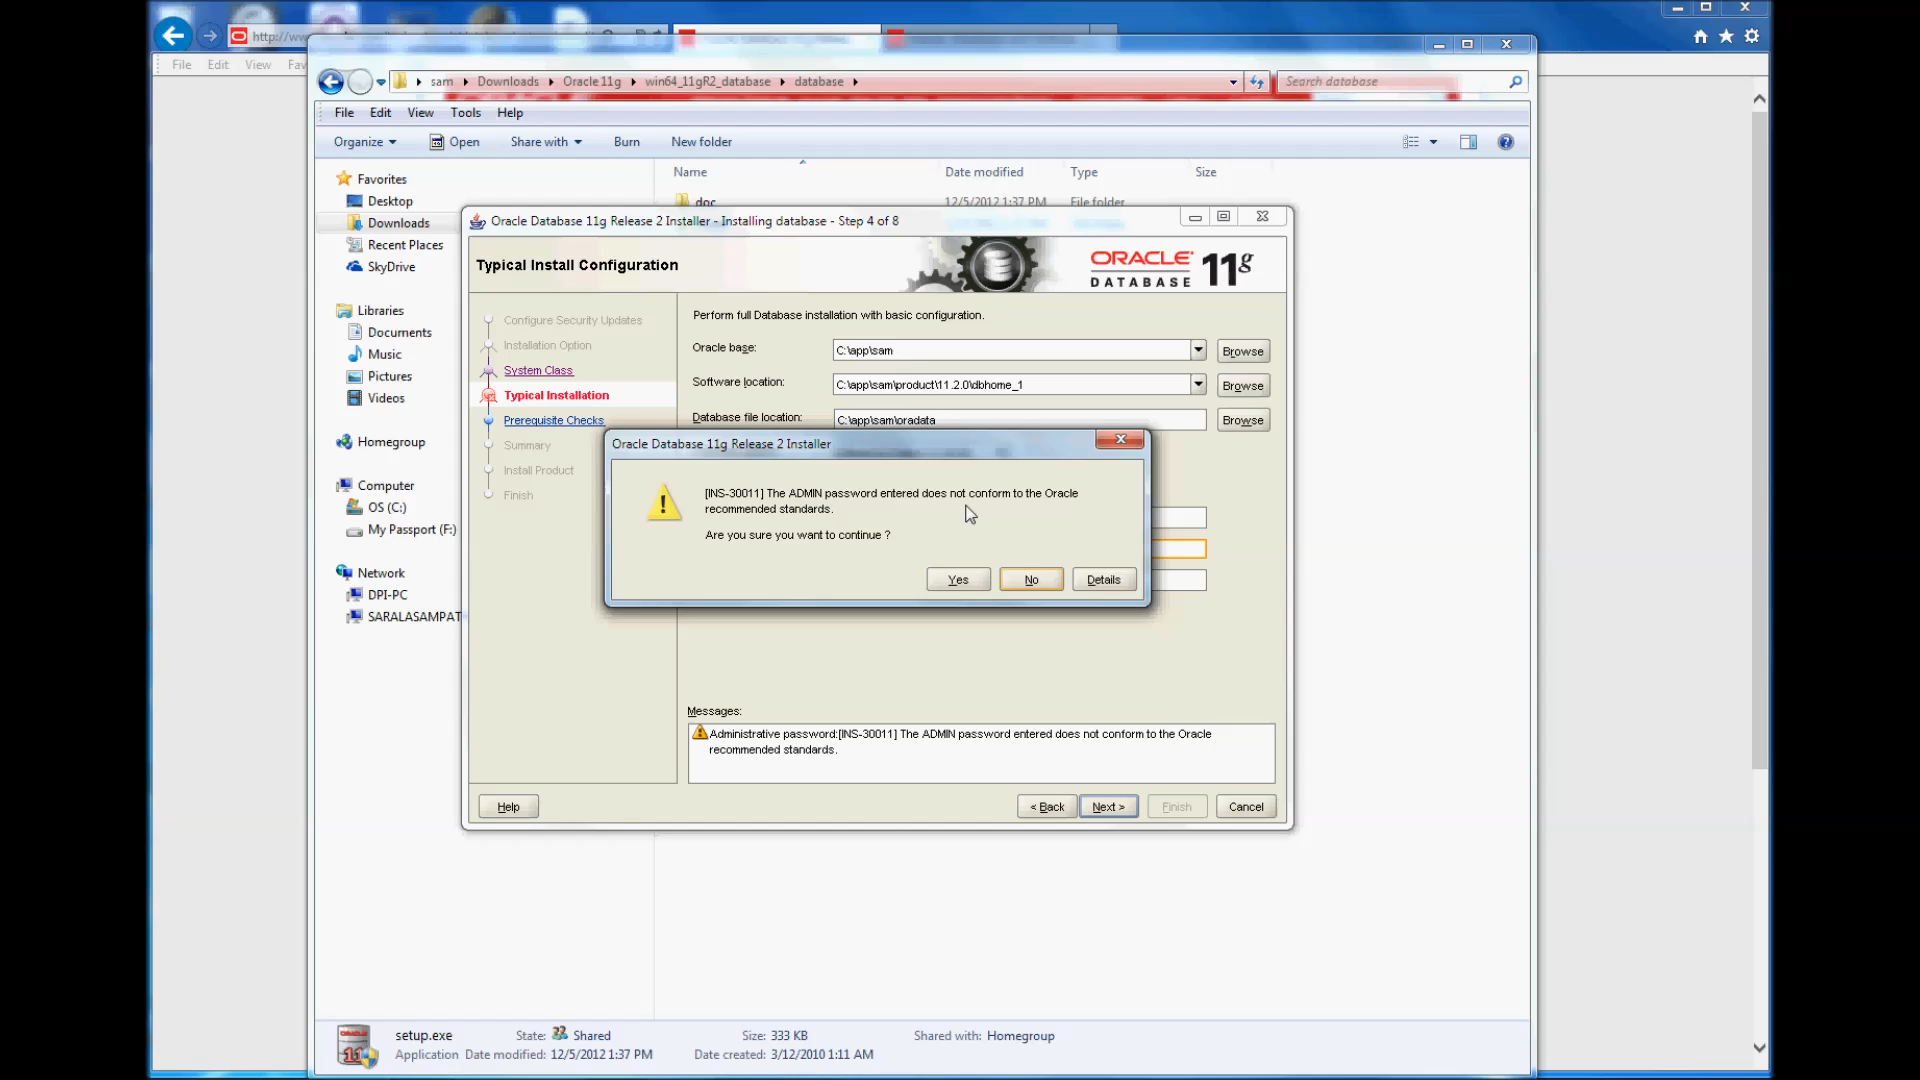 http://ww
File Edit View Fav
sam Downloads Oracle 11g win64_11gR2_database database
Search database
File Edit View Tools Help
Organize Open Share with Burn New folder
Name Date modified Type Size
doc 12/5/2012 1:37 PM File folder
Favorites
Desktop
Downloads
Recent Places
SkyDrive
Libraries
Documents
Music
Pictures
Videos
Homegroup
Computer
OS (C:)
My Passport (F:)
Network
DPI-PC
SARALASAMPAT
Oracle Database 11g Release 2 Installer - Installing database - Step 4 of 8
Typical Install Configuration
ORACLE
DATABASE 11g
Configure Security Updates
Installation Option
System Class
Typical Installation
Prerequisite Checks
Summary
Install Product
Finish
Perform full Database installation with basic configuration.
Oracle base: C:\app\sam Browse
Software location: C:\app\sam\product\11.2.0\dbhome_1 Browse
Database file location: C:\app\sam\oradata Browse
Oracle Database 11g Release 2 Installer
[INS-30011] The ADMIN password entered does not conform to the Oracle
recommended standards.
Are you sure you want to continue ?
Yes No Details
Messages:
Administrative password:[INS-30011] The ADMIN password entered does not conform to the Oracle
recommended standards.
Help < Back Next > Finish Cancel
setup.exe State: Shared Size: 333 KB Shared with: Homegroup
Application Date modified: 12/5/2012 1:37 PM Date created: 3/12/2010 1:11 AM